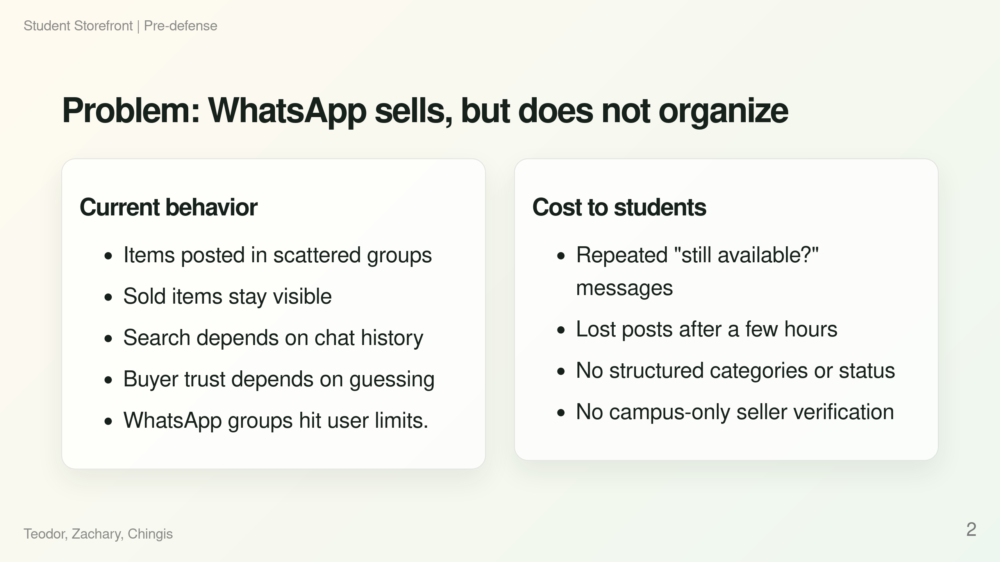 Student Storefront | Pre-defense
Problem: WhatsApp sells, but does not organize
Current behavior
• Items posted in scattered groups
• Sold items stay visible
• Search depends on chat history
• Buyer trust depends on guessing
• WhatsApp groups hit user limits.
Cost to students
• Repeated "still available?"
messages
• Lost posts after a few hours
• No structured categories or status
• No campus-only seller verification
Teodor, Zachary, Chingis
2